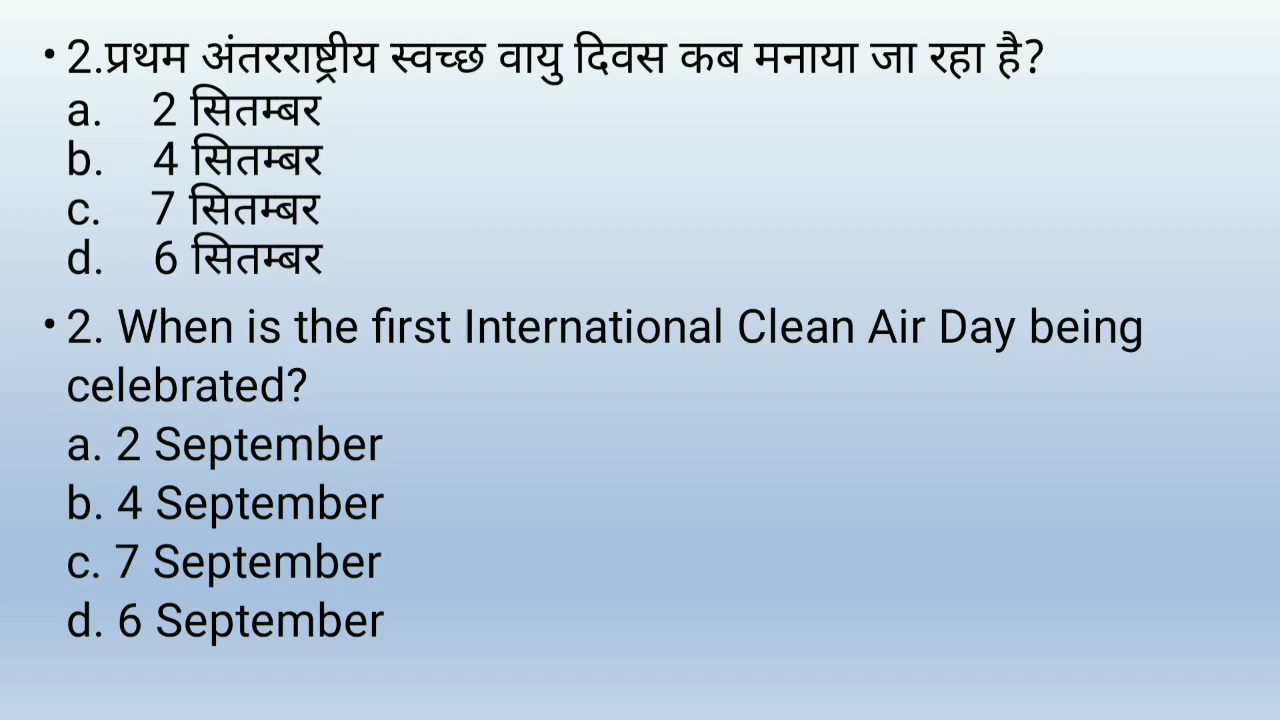 • 2.प्रथम अंतरराष्ट्रीय स्वच्छ वायु दिवस कब मनाया जा रहा है?
a. 2 सितम्बर
b. 4 सितम्बर
c. 7 सितम्बर
d. 6 सितम्बर
• 2. When is the first International Clean Air Day being
celebrated?
a. 2 September
b. 4 September
c. 7 September
d. 6 September